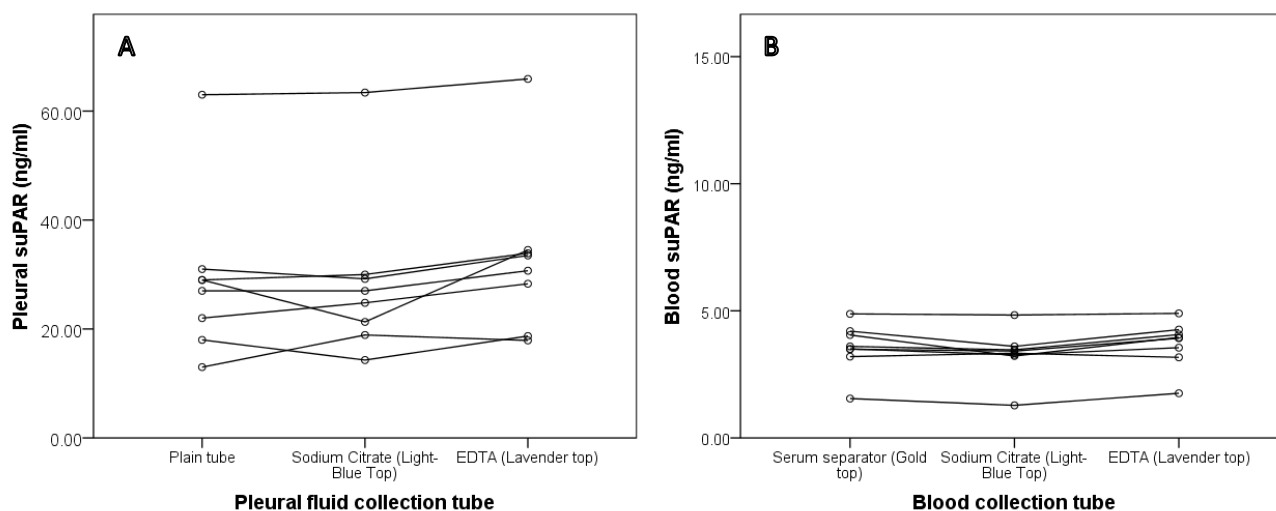 A
Pleural suPAR (ng/ml)
60.00
40.00
20.00
0.00
Plain tube
Sodium Citrate (Light-
Blue Top)
EDTA (Lavender top)
Pleural fluid collection tube
B
Blood suPAR (ng/ml)
15.00
10.00
5.00
0.00
Serum separator (Gold
top)
Sodium Citrate (Light-
Blue Top)
EDTA (Lavender top)
Blood collection tube